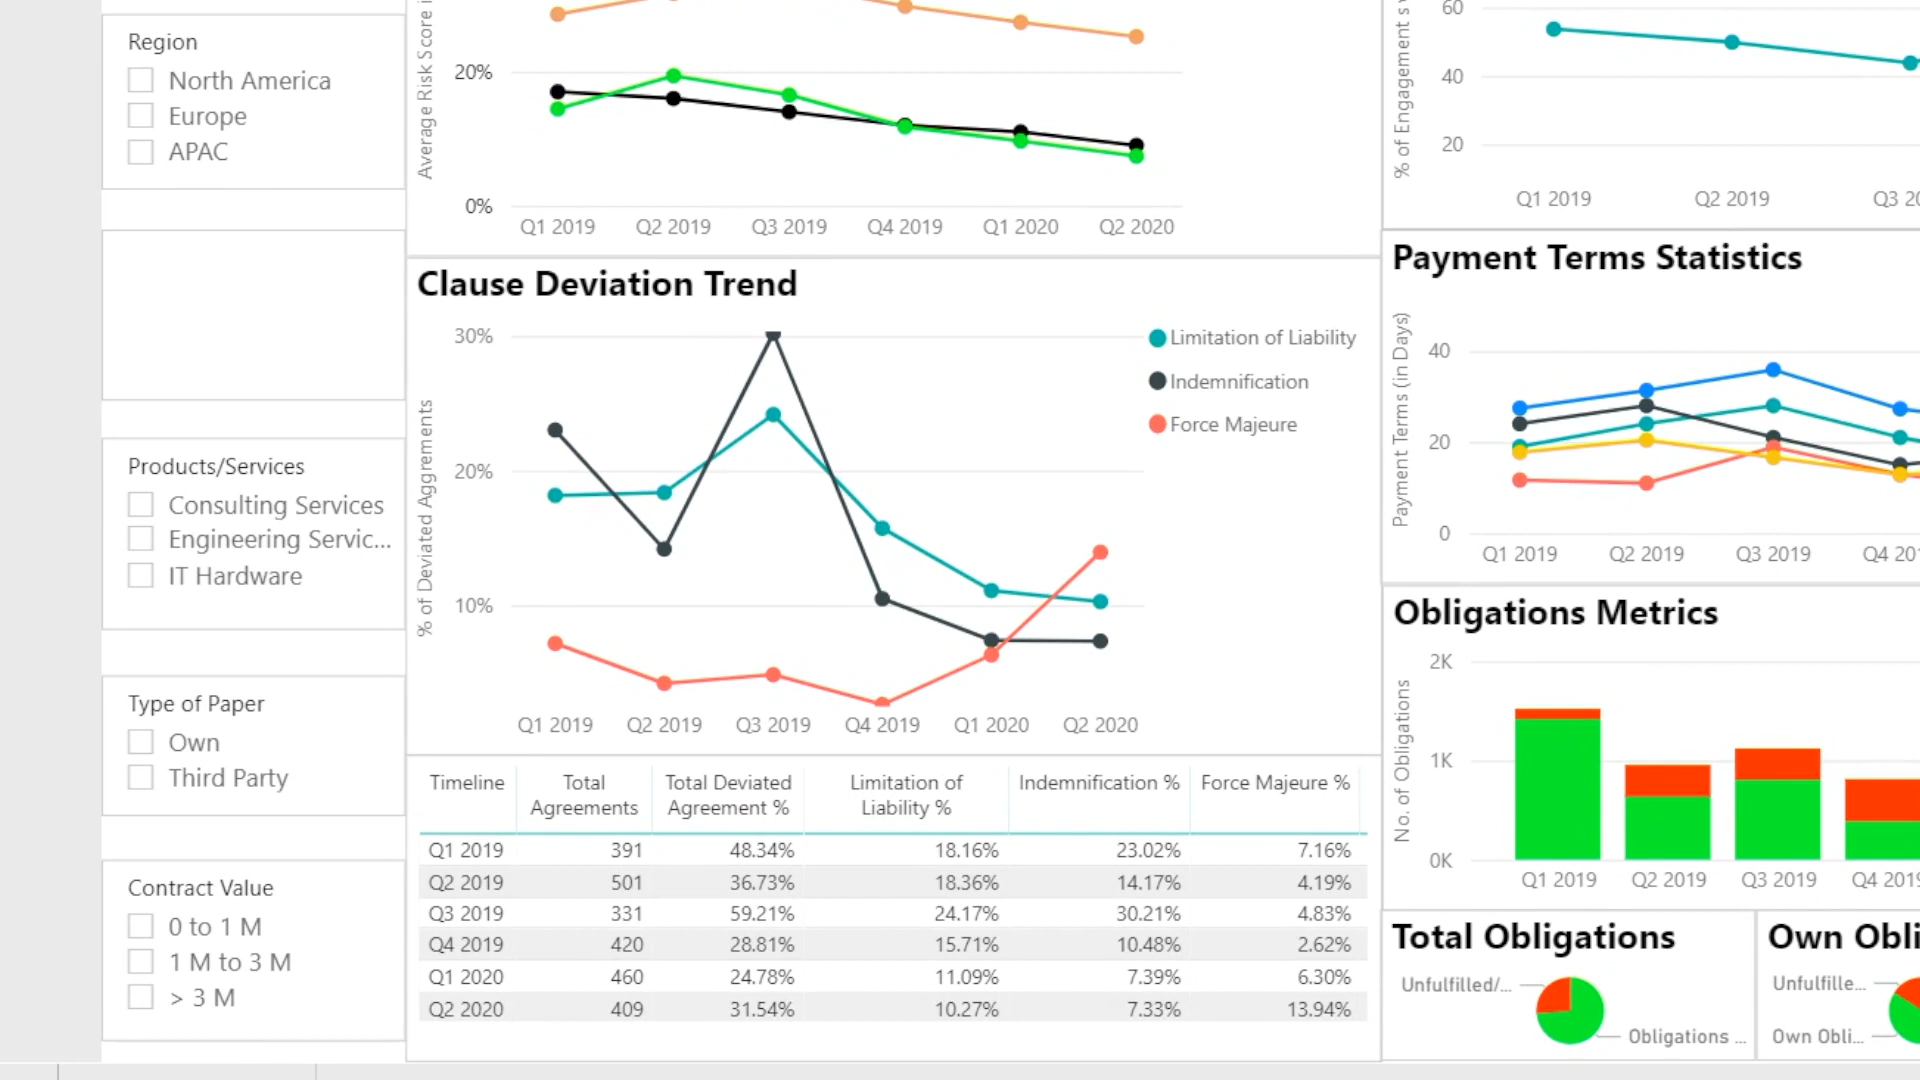 Region
North America
Europe
APAC
Products/Services
Consulting Services
Engineering Servic...
IT Hardware
Type of Paper
Own
Third Party
Contract Value
0 to 1 M
1 M to 3 M
> 3 M
Average Risk Score i
20%
0%
Q1 2019 Q2 2019 Q3 2019 Q4 2019 Q1 2020 Q2 2020
Clause Deviation Trend
% of Deviated Aggrements
30%
20%
10%
Q1 2019 Q2 2019 Q3 2019 Q4 2019 Q1 2020 Q2 2020
Limitation of Liability
Indemnification
Force Majeure
Timeline Total Agreements Total Deviated Agreement % Limitation of Liability % Indemnification % Force Majeure %
Q1 2019 391 48.34% 18.16% 23.02% 7.16%
Q2 2019 501 36.73% 18.36% 14.17% 4.19%
Q3 2019 331 59.21% 24.17% 30.21% 4.83%
Q4 2019 420 28.81% 15.71% 10.48% 2.62%
Q1 2020 460 24.78% 11.09% 7.39% 6.30%
Q2 2020 409 31.54% 10.27% 7.33% 13.94%
% of Engagement s
60
40
20
Q1 2019 Q2 2019 Q3 20
Payment Terms Statistics
Payment Terms (in Days)
40
20
0
Q1 2019 Q2 2019 Q3 2019 Q4 20
Obligations Metrics
No. of Obligations
2K
1K
0K
Q1 2019 Q2 2019 Q3 2019 Q4 2019
Total Obligations
Unfulfilled/...
Obligations ...
Own Obli
Unfulfille...
Own Obli...